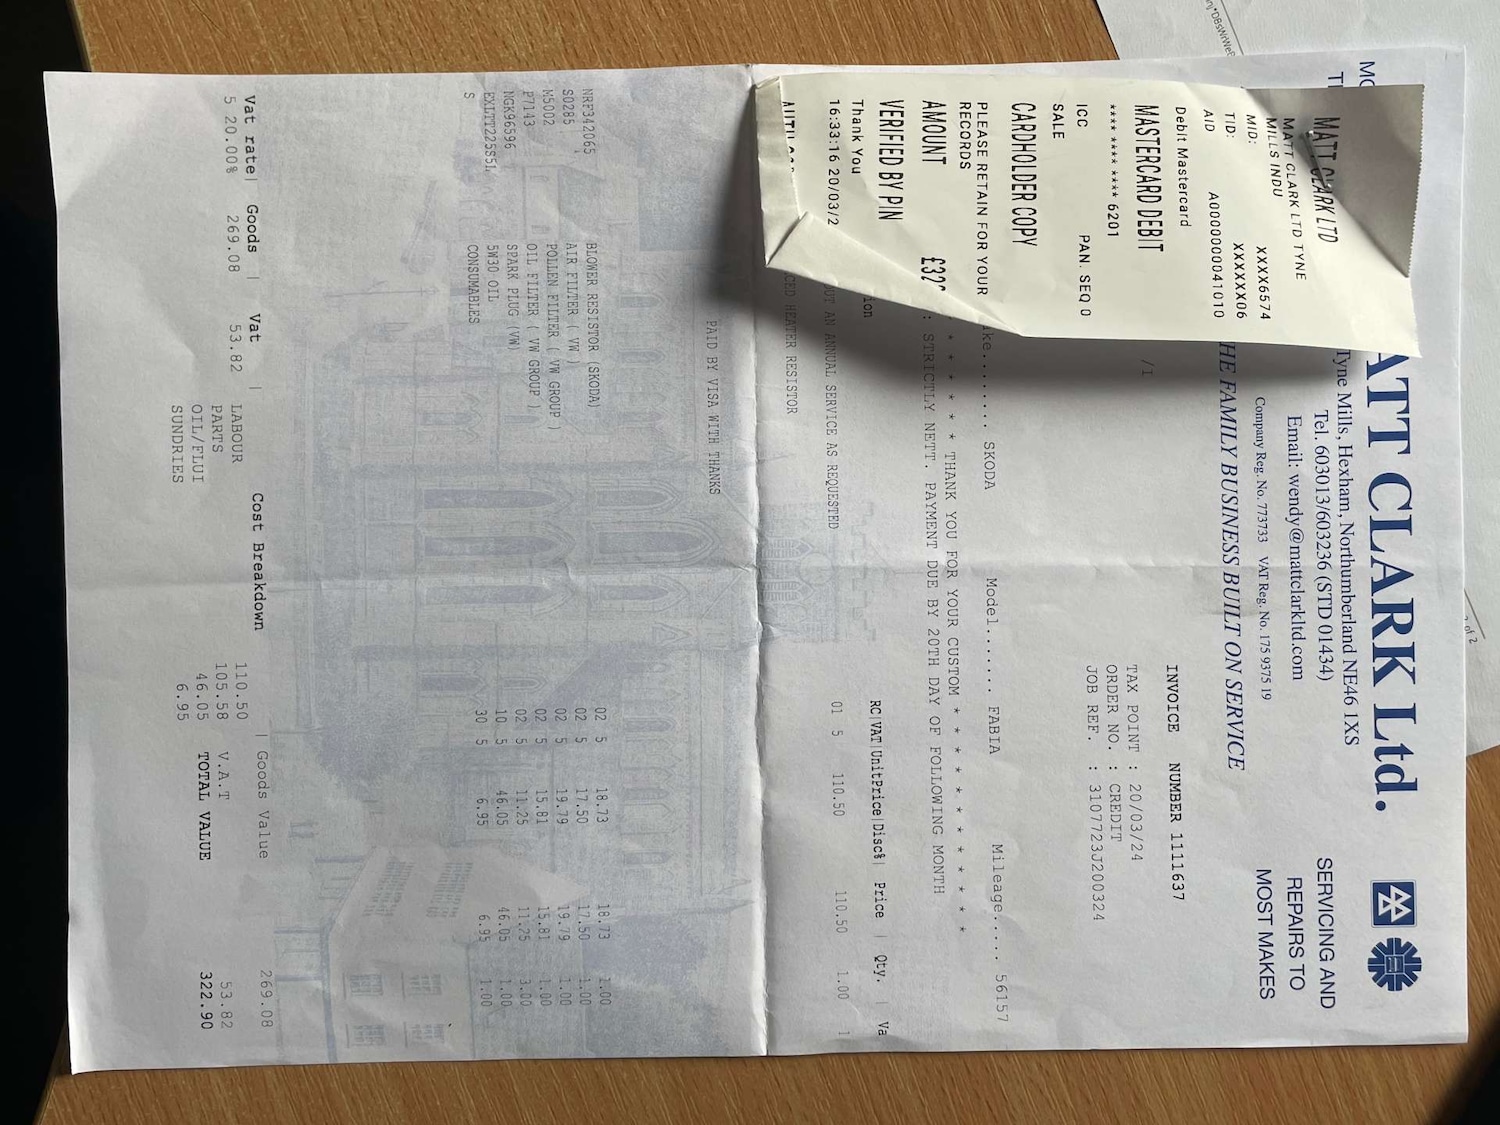 MATT CLARK LTD
MATT CLARK LTD TYNE
MILLS INDU
MID: XXXX6574
TID: XXXXXX06
AID A0000000041010
Debit Mastercard
MASTERCARD DEBIT
**** **** **** 6201
ICC PAN. SEQ 0
SALE
CARDHOLDER COPY
PLEASE RETAIN FOR YOUR
RECORDS
AMOUNT £32
VERIFIED BY PIN
Thank You
16:33:16 20/03/2
ATT CLARK Ltd.
Tyne Mills, Hexham, Northumberland NE46 1XS
Tel. 603013/603236 (STD 01434)
Email: wendy@mattclarkltd.com
Company Reg. No. 773733 VAT Reg. No. 175 9375 19
HE FAMILY BUSINESS BUILT ON SERVICE
SERVICING AND
REPAIRS TO
MOST MAKES
INVOICE NUMBER 1111637
/1
TAX POINT : 20/03/24
ORDER NO. : CREDIT
JOB REF. : 3107723J200324
ake......... SKODA Model....... FABIA Mileage..... 56157
* * * * * * THANK YOU FOR YOUR CUSTOM * * * * * * * * * * *
: STRICTLY NETT. PAYMENT DUE BY 20TH DAY OF FOLLOWING MONTH
ion RC|VAT|UnitPrice|Disc%| Price | Qty. | Va
OUT AN ANNUAL SERVICE AS REQUESTED 01 5 110.50 110.50 1.00 1
CED HEATER RESISTOR
PAID BY VISA WITH THANKS
NRF342065 BLOWER RESISTOR (SKODA) 02 5 18.73 18.73 1.00
S0285 AIR FILTER ( VW ) 02 5 17.50 17.50 1.00
M5002 POLLEN FILTER ( VW GROUP ) 02 5 19.79 19.79 1.00
P7143 OIL FILTER ( VW GROUP ) 02 5 15.81 15.81 1.00
NGK96596 SPARK PLUG (VW) 02 5 11.25 11.25 3.00
EXLTT225S5L 5W30 OIL 10 5 46.05 46.05 1.00
S CONSUMABLES 30 5 6.95 6.95 1.00
Vat rate| Goods | Vat | Cost Breakdown | Goods Value 269.08
5 20.00% 269.08 53.82 LABOUR 110.50
PARTS 105.58 V.A.T 53.82
OIL/FLUI 46.05 TOTAL VALUE 322.90
SUNDRIES 6.95